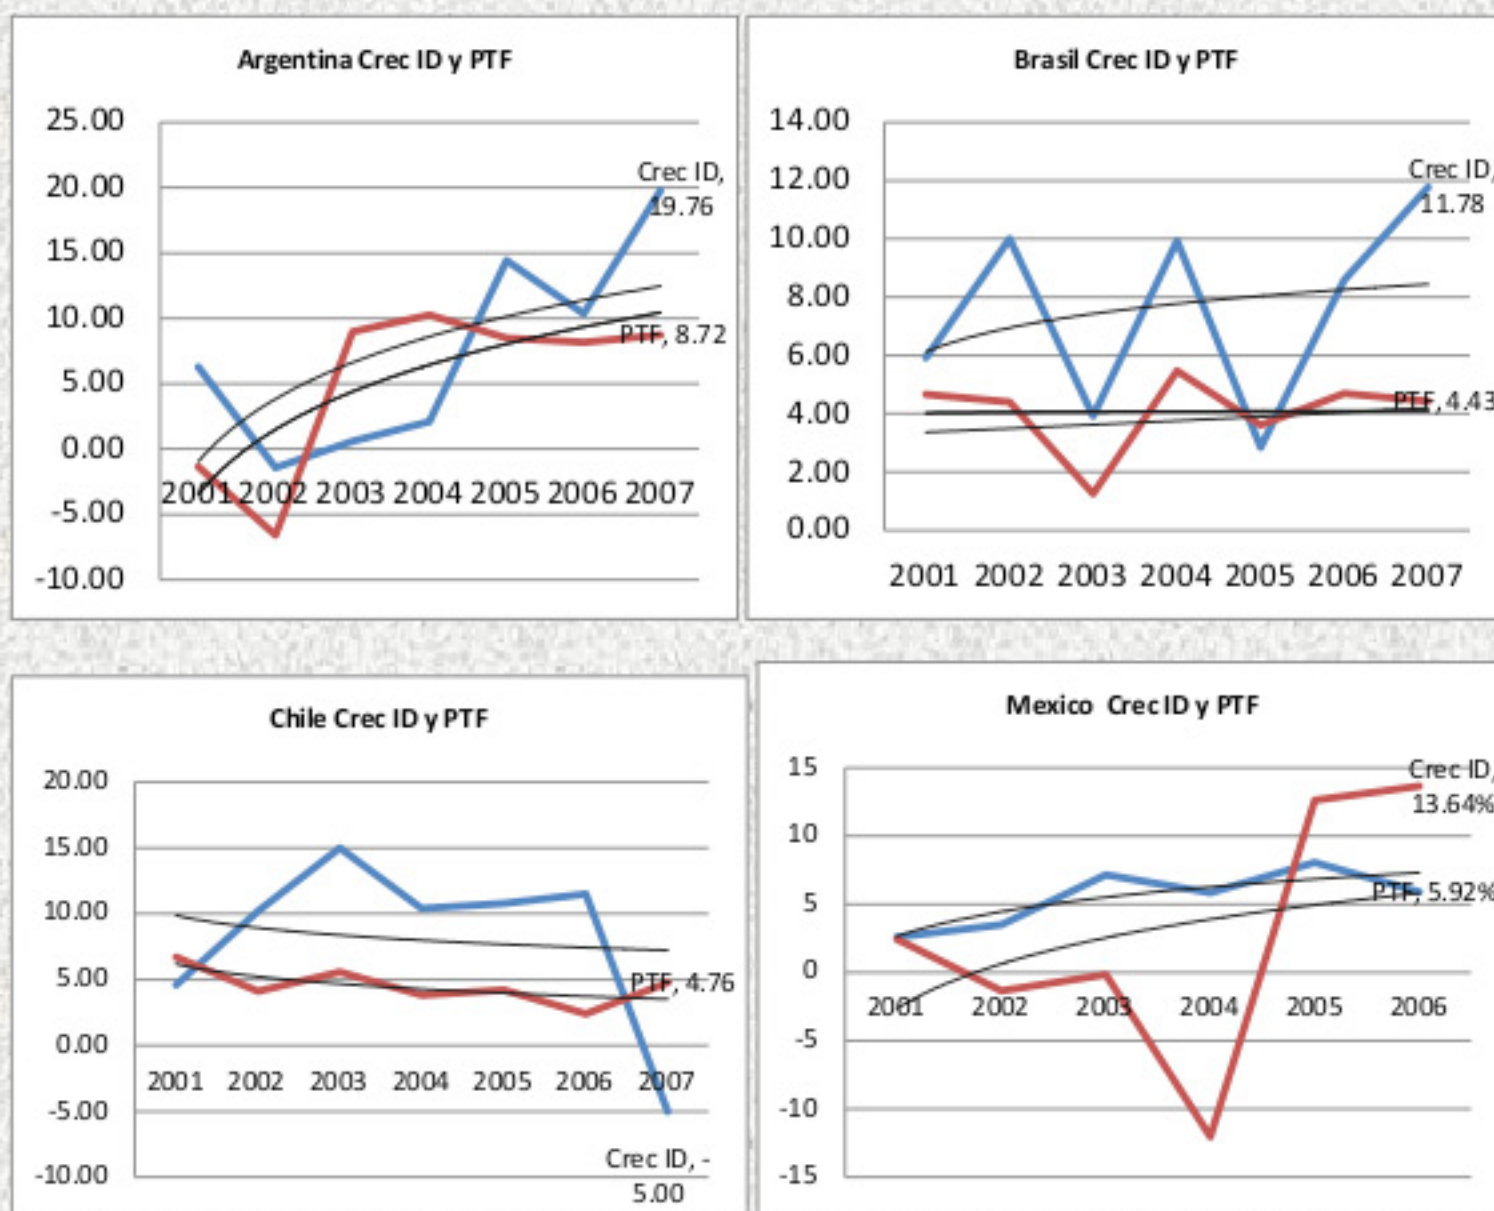 Argentina Crec ID y PTF
25.00
20.00
15.00
10.00
5.00
0.00
-5.00
-10.00
Crec ID,
19.76
PTF, 8.72
2001 2002 2003 2004 2005 2006 2007
Brasil Crec ID y PTF
14.00
12.00
10.00
8.00
6.00
4.00
2.00
0.00
Crec ID,
11.78
PTF, 4.43
2001 2002 2003 2004 2005 2006 2007
Chile Crec ID y PTF
20.00
15.00
10.00
5.00
0.00
-5.00
-10.00
PTF, 4.76
2001 2002 2003 2004 2005 2006 2007
Crec ID, -
5.00
Mexico Crec ID y PTF
15
10
5
0
-5
-10
-15
Crec ID,
13.64%
PTF, 5.92%
2001 2002 2003 2004 2005 2006